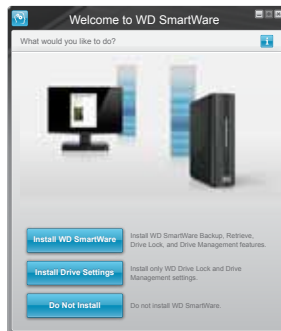 Welcome to WD SmartWare
What would you like to do?
i
Install WD SmartWare
Install WD SmartWare Backup, Retrieve,
Drive Lock, and Drive Management features.
Install Drive Settings
Install only WD Drive Lock and Drive
Management settings.
Do Not Install
Do not install WD SmartWare.